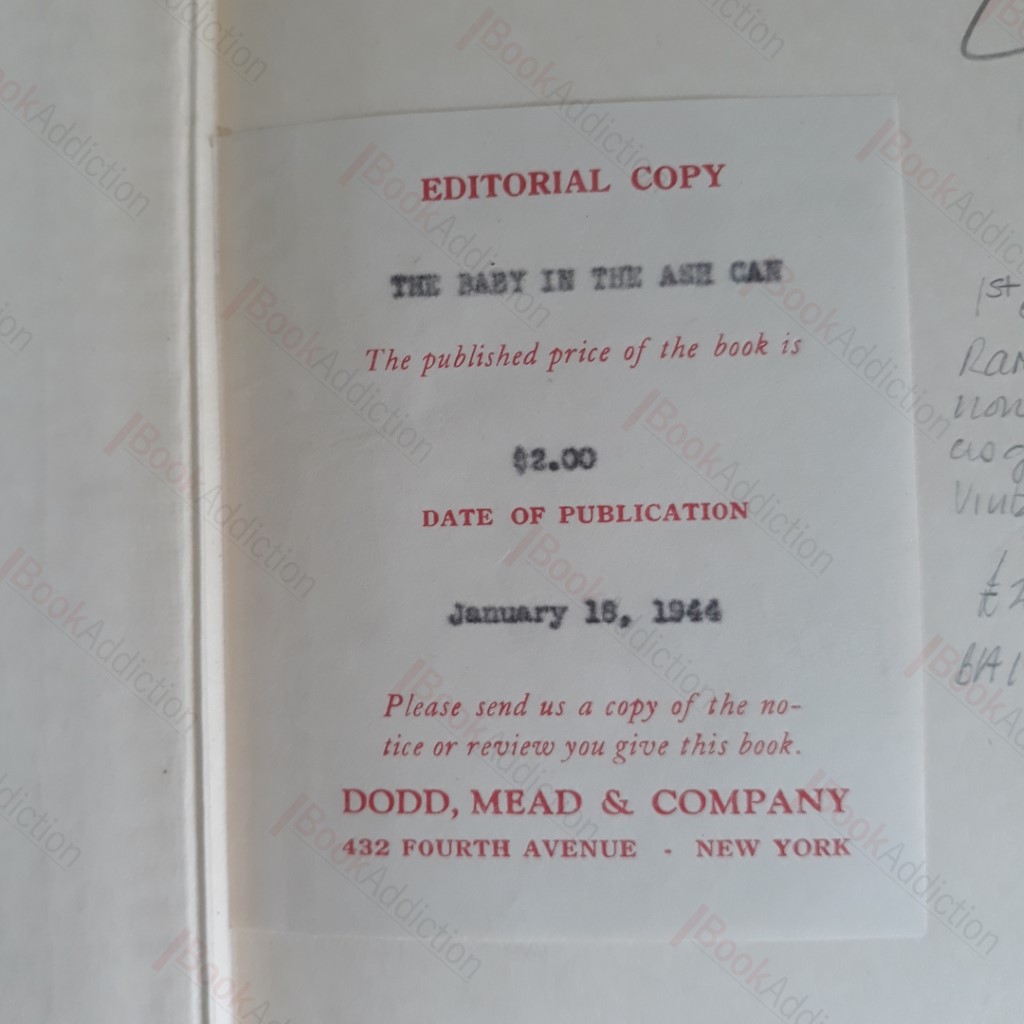 EDITORIAL COPY
THE BABY IN THE ASH CAN
The published price of the book is
$2.00
DATE OF PUBLICATION
January 18, 1944
Please send us a copy of the no-
tice or review you give this book.
DODD, MEAD & COMPANY
432 FOURTH AVENUE - NEW YORK
1st
BookAddiction